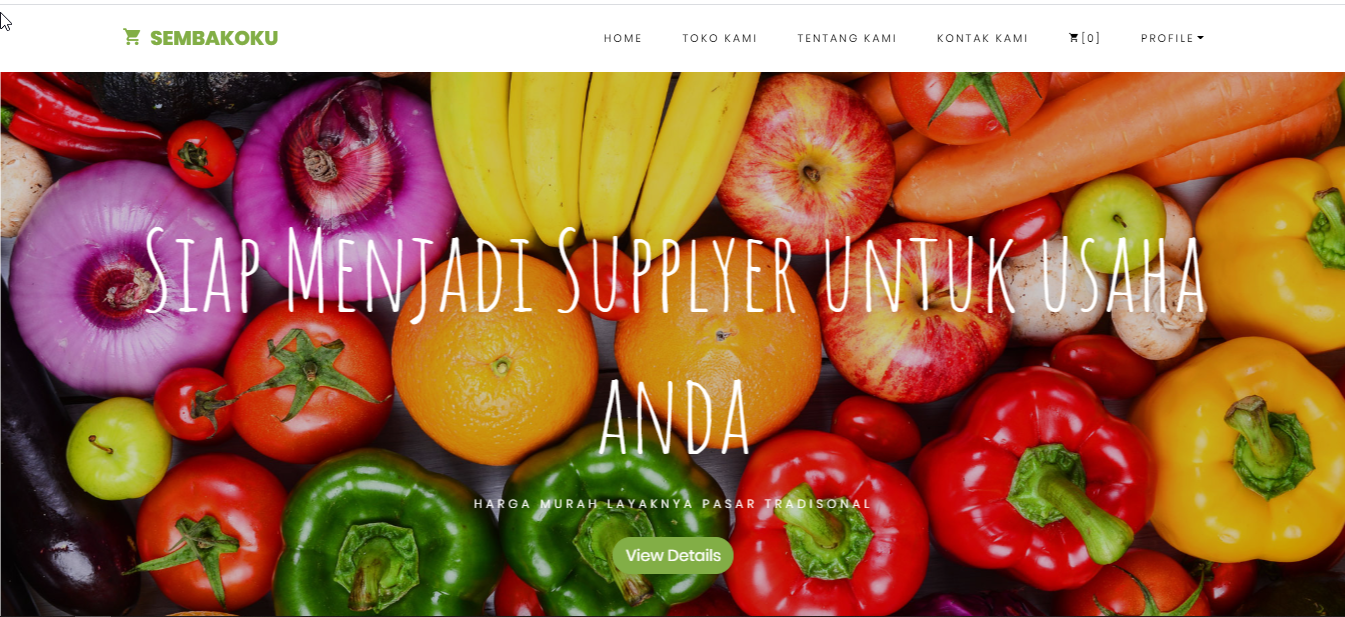 SEMBAKOKU
HOME TOKO KAMI TENTANG KAMI KONTAK KAMI [0] PROFILE
Siap Menjadi Supplyer untuk usaha
anda
HARGA MURAH LAYAKNYA PASAR TRADISONAL
View Details